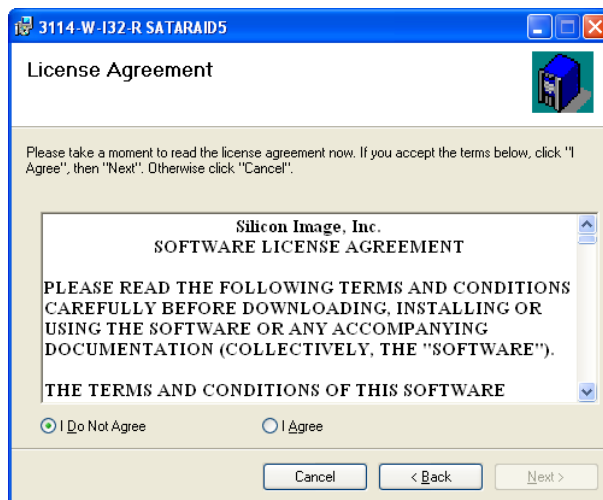 3114-W-I32-R SATARAID5
License Agreement
Please take a moment to read the license agreement now. If you accept the terms below, click "I
Agree", then "Next". Otherwise click "Cancel".
Silicon Image, Inc.
SOFTWARE LICENSE AGREEMENT
PLEASE READ THE FOLLOWING TERMS AND CONDITIONS
CAREFULLY BEFORE DOWNLOADING, INSTALLING OR
USING THE SOFTWARE OR ANY ACCOMPANYING
DOCUMENTATION (COLLECTIVELY, THE "SOFTWARE").
THE TERMS AND CONDITIONS OF THIS SOFTWARE
I Do Not Agree I Agree
Cancel < Back Next >